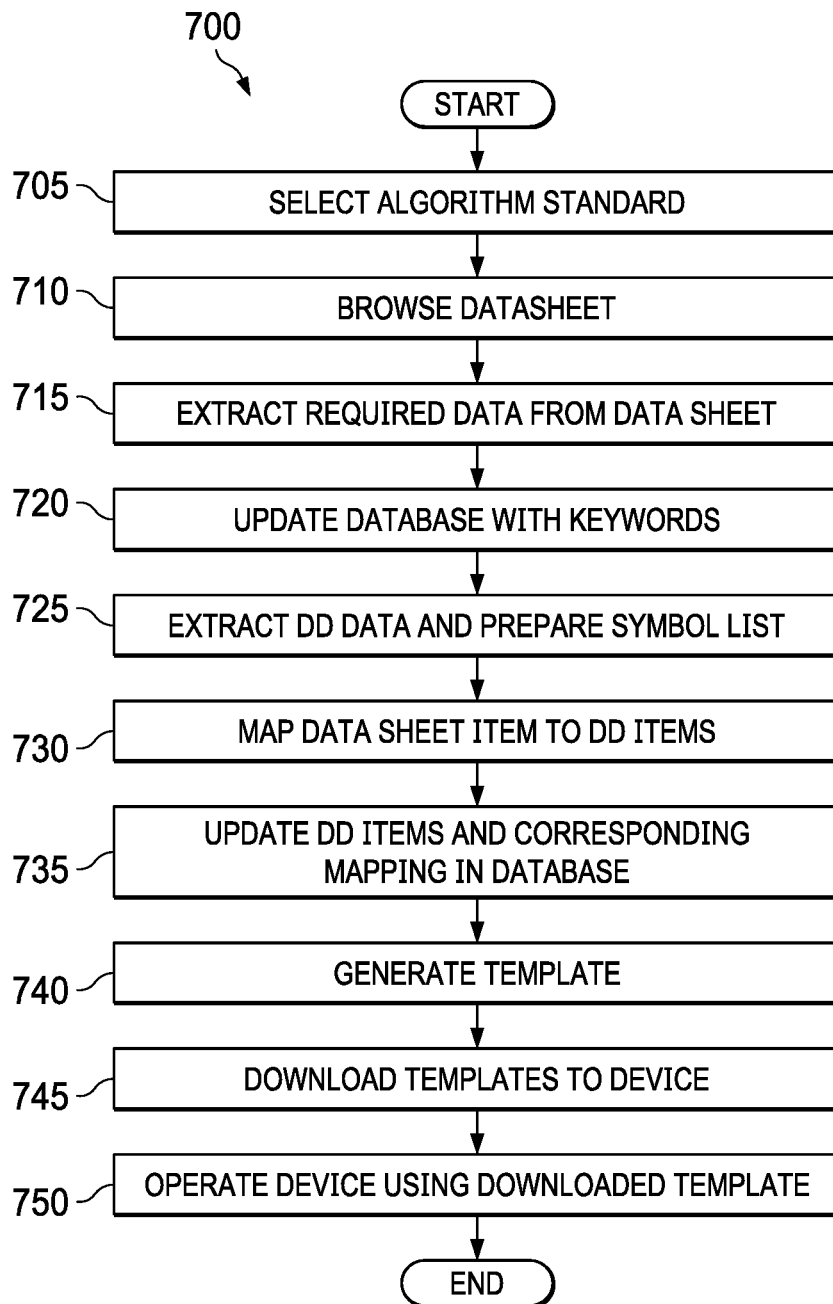 700
START
705
SELECT ALGORITHM STANDARD
710
BROWSE DATASHEET
715
EXTRACT REQUIRED DATA FROM DATA SHEET
720
UPDATE DATABASE WITH KEYWORDS
725
EXTRACT DD DATA AND PREPARE SYMBOL LIST
730
MAP DATA SHEET ITEM TO DD ITEMS
735
UPDATE DD ITEMS AND CORRESPONDING
MAPPING IN DATABASE
740
GENERATE TEMPLATE
745
DOWNLOAD TEMPLATES TO DEVICE
750
OPERATE DEVICE USING DOWNLOADED TEMPLATE
END